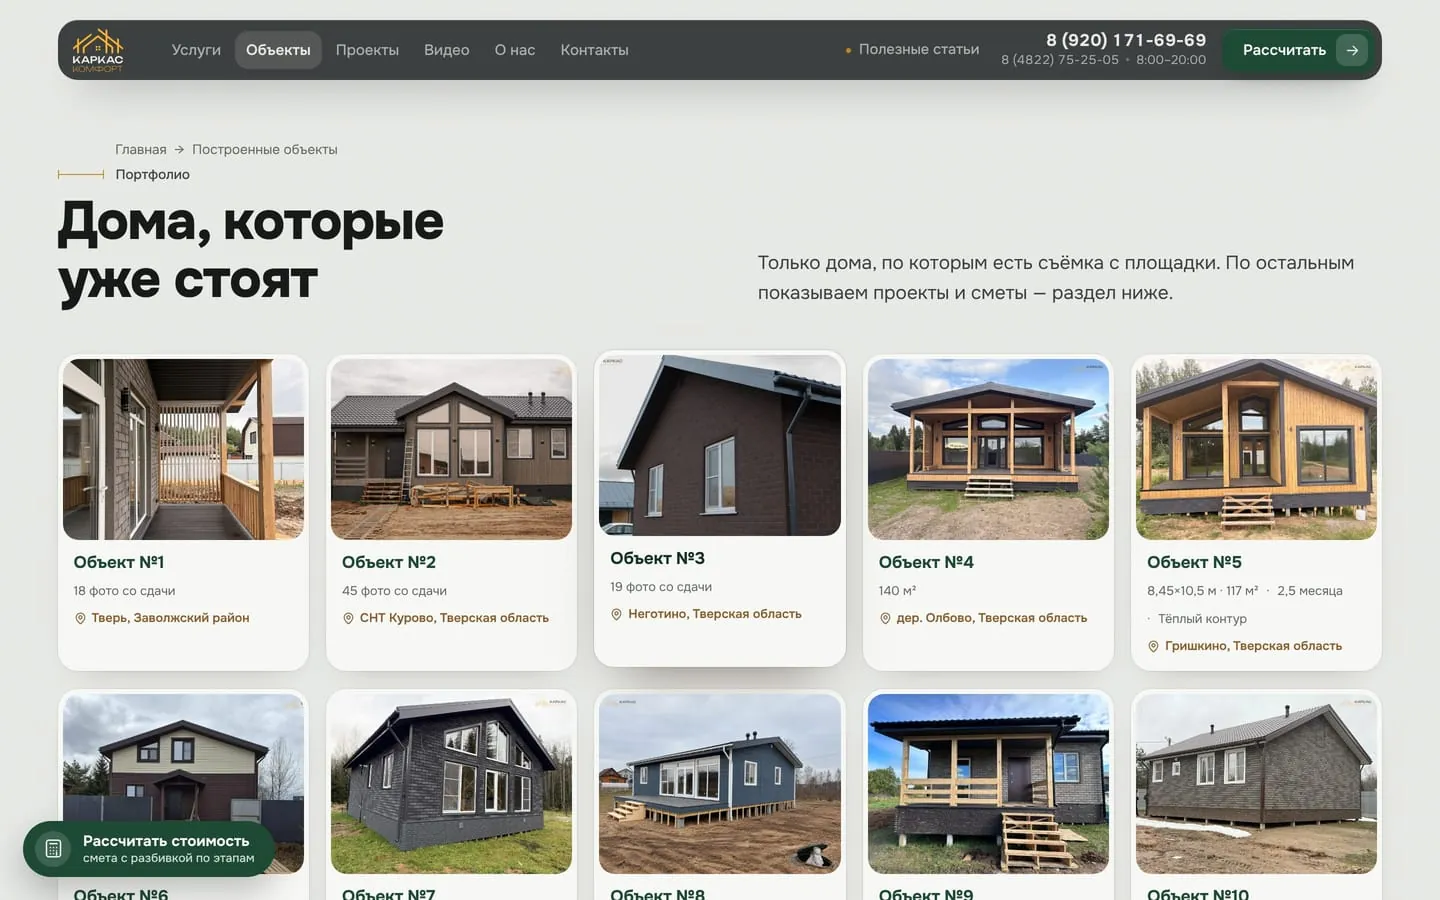 КАРКАС
КОМФОРТ
Услуги
Объекты
Проекты
Видео
О нас
Контакты
Полезные статьи
8 (920) 171-69-69
8 (4822) 75-25-05 • 8:00–20:00
Рассчитать →
Главная → Построенные объекты
Портфолио
Дома, которые
уже стоят
Только дома, по которым есть съёмка с площадки. По остальным
показываем проекты и сметы — раздел ниже.
Объект №1
18 фото со сдачи
Тверь, Заволжский район
Объект №2
45 фото со сдачи
СНТ Курово, Тверская область
Объект №3
19 фото со сдачи
Неготино, Тверская область
Объект №4
140 м²
дер. Олбово, Тверская область
Объект №5
8,45×10,5 м · 117 м² · 2,5 месяца
· Тёплый контур
Гришкино, Тверская область
Рассчитать стоимость
смета с разбивкой по этапам
Объект №6
Объект №7
Объект №8
Объект №9
Объект №10